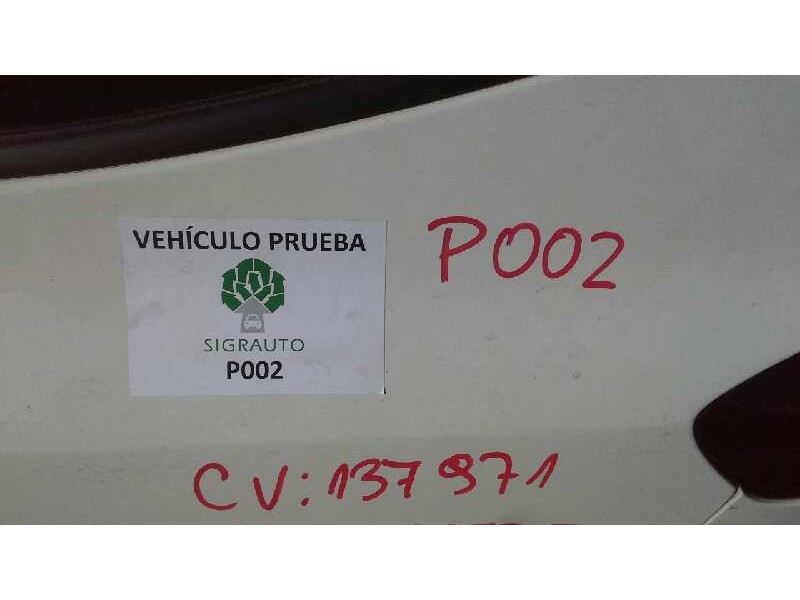 VEHÍCULO PRUEBA
P002
SIGRAUTO
P002
CV: 137971